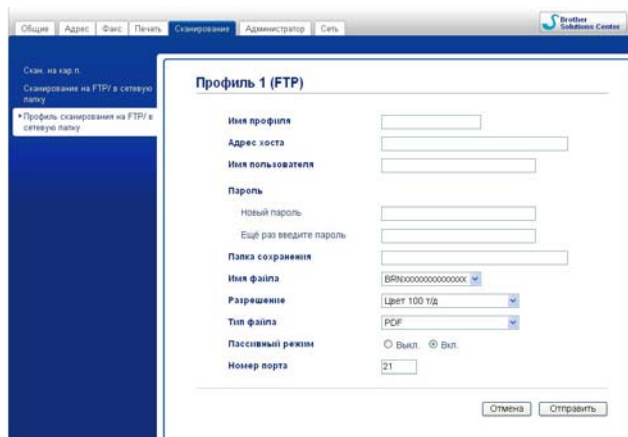 Общие Адрес Факс Печать Сканирование Администратор Сеть
Brother
Solutions Center
Скан. на кар.п.
Сканирование на FTP/ в сетевую
папку
Профиль сканирования на FTP/ в
сетевую папку
Профиль 1 (FTP)
Имя профиля
Адрес хоста
Имя пользователя
Пароль
Новый пароль
Ещё раз введите пароль
Папка сохранения
Имя файла BRNxxxxxxxxxxxx
Разрешение Цвет 100 т/д
Тип файла PDF
Пассивный режим Выкл. Вкл.
Номер порта 21
Отмена Отправить